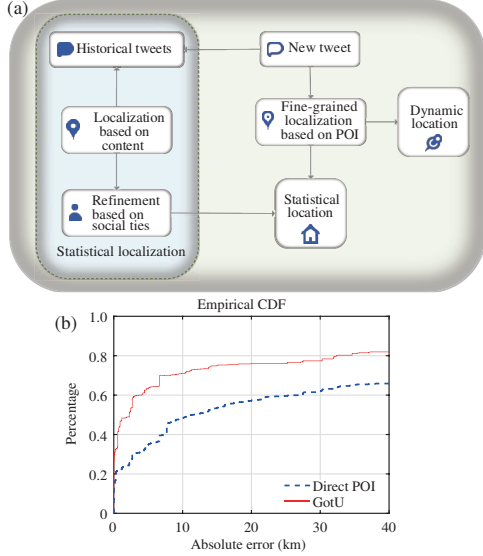 (a)
Historical tweets
New tweet
Localization
based on
content
Fine-grained
localization
based on POI
Dynamic
location
Refinement
based on
social ties
Statistical
location
Statistical localization
(b)
Empirical CDF
Percentage
1.0
0.8
0.6
0.4
0.2
0
0 10 20 30 40
Absolute error (km)
Direct POI
GotU